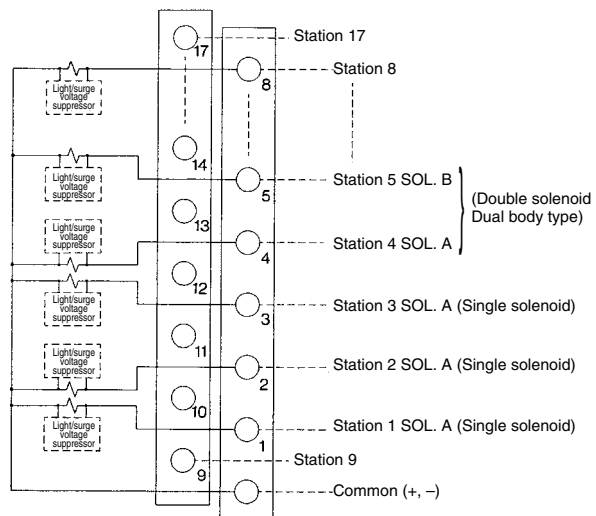 17
Station 17
Light/surge
voltage
suppressor
8
Station 8
14
Light/surge
voltage
suppressor
5
Station 5 SOL. B
(Double solenoid
Dual body type)
13
Light/surge
voltage
suppressor
4
Station 4 SOL. A
12
Light/surge
voltage
suppressor
3
Station 3 SOL. A (Single solenoid)
11
Light/surge
voltage
suppressor
2
Station 2 SOL. A (Single solenoid)
10
Light/surge
voltage
suppressor
1
Station 1 SOL. A (Single solenoid)
9
Station 9
Common (+, –)